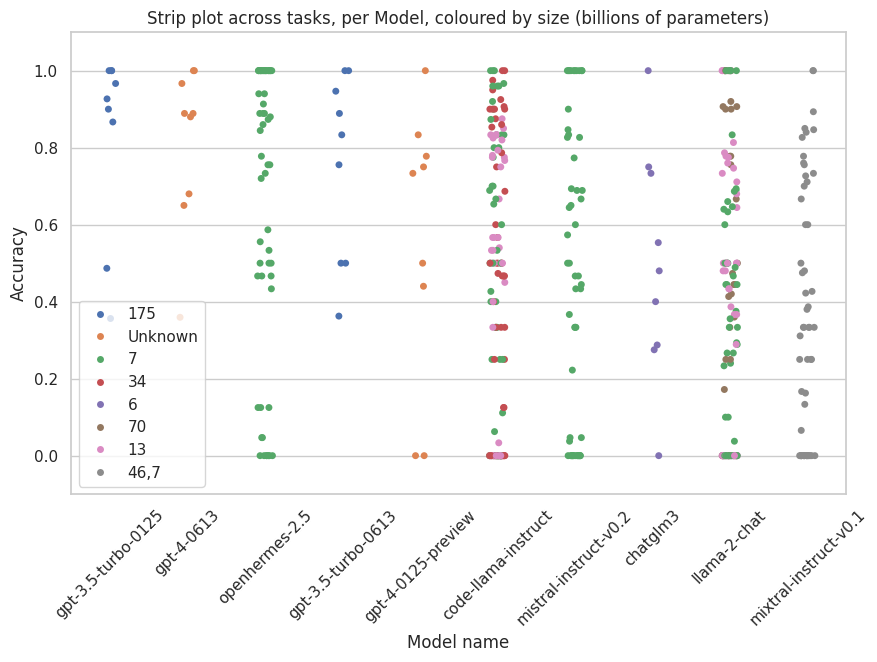 Strip plot across tasks, per Model, coloured by size (billions of parameters)
Accuracy
1.0
0.8
0.6
0.4
0.2
0.0
175
Unknown
7
34
6
70
13
46,7
gpt-3.5-turbo-0125
gpt-4-0613
openhermes-2.5
gpt-3.5-turbo-0613
gpt-4-0125-preview
code-llama-instruct
mistral-instruct-v0.2
chatglm3
llama-2-chat
mixtral-instruct-v0.1
Model name